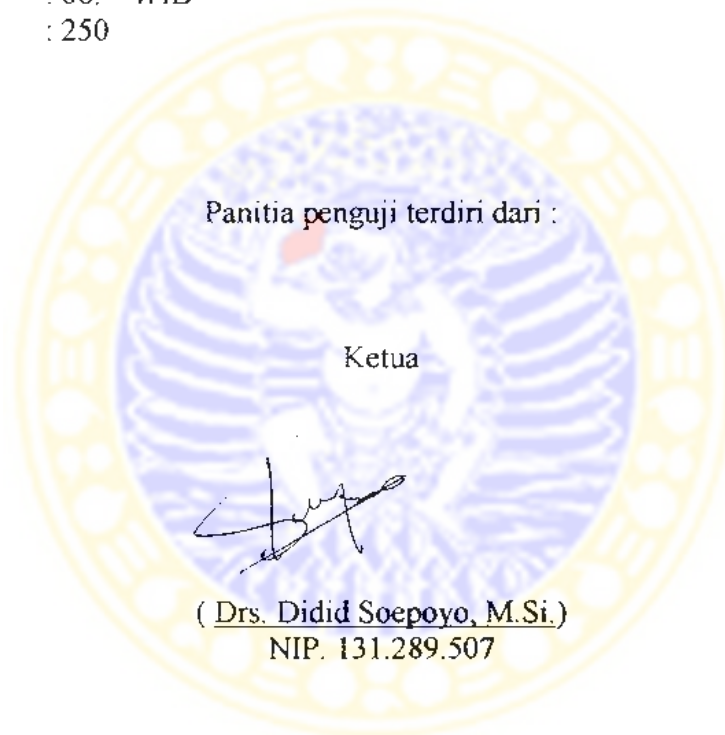 : 250
Panitia penguji terdiri dari :
Ketua
( Drs. Didid Soepoyo, M.Si.)
NIP. 131.289.507